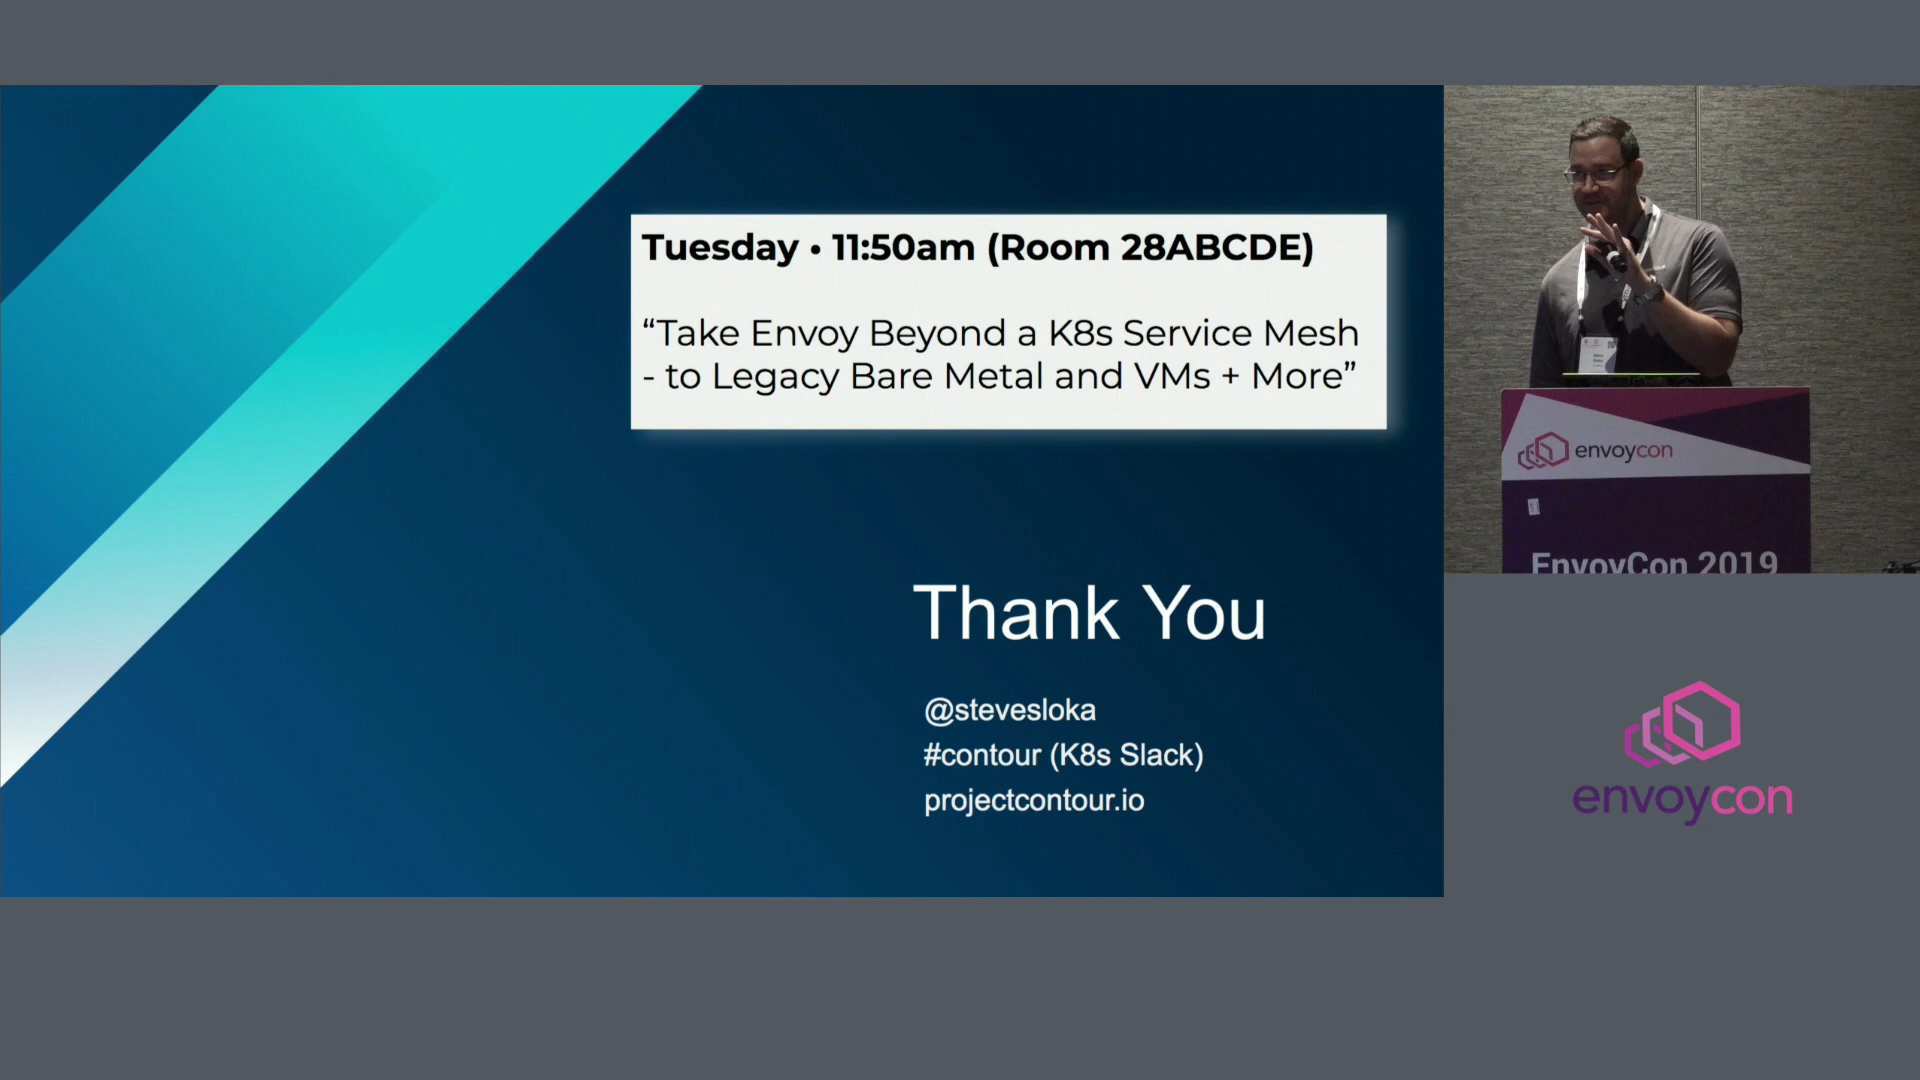 Tuesday • 11:50am (Room 28ABCDE)
“Take Envoy Beyond a K8s Service Mesh
- to Legacy Bare Metal and VMs + More”
Thank You
@stevesloka
#contour (K8s Slack)
projectcontour.io
envoycon
EnvoyCon 2019
envoycon